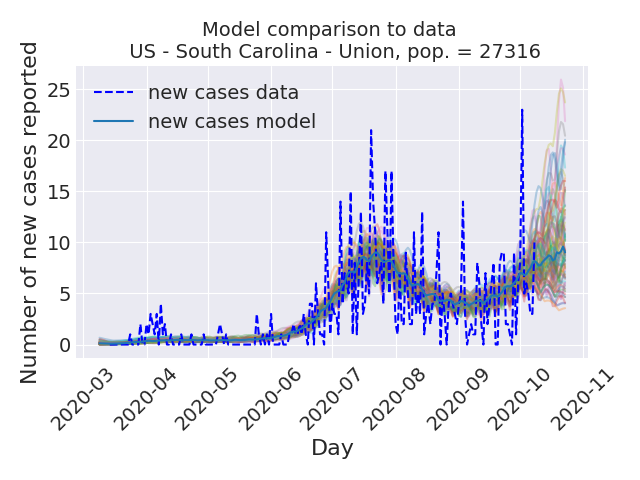 Model comparison to data
US - South Carolina - Union, pop. = 27316
Number of new cases reported
25
20
15
10
5
0
new cases data
new cases model
2020-03
2020-04
2020-05
2020-06
2020-07
2020-08
2020-09
2020-10
2020-11
Day